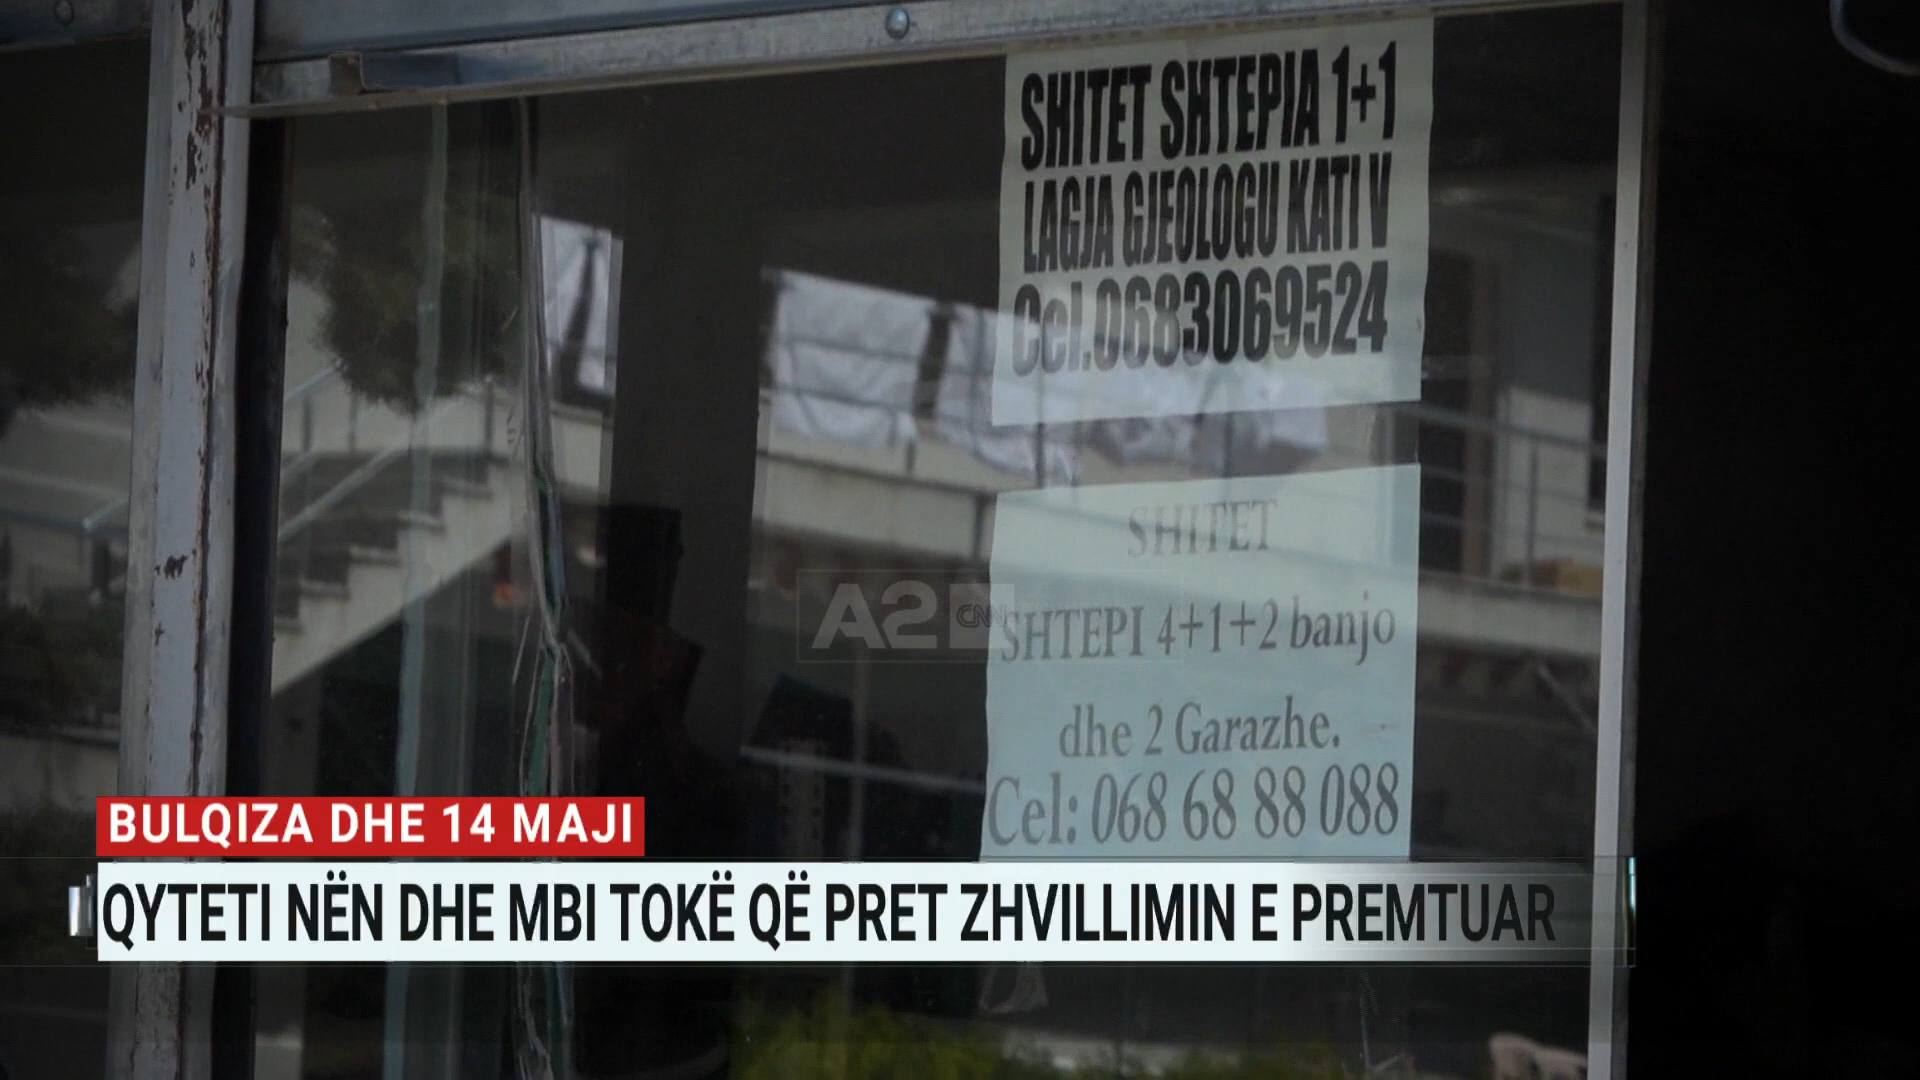 SHITET SHTEPIA 1+1
LAGJA GJEOLOGU KATI V
Cel.0683069524
SHITET
SHTEPI 4+1+2 banjo
dhe 2 Garazhe.
Cel: 068 68 88 088
A2 CNN
BULQIZA DHE 14 MAJI
QYTETI NËN DHE MBI TOKË QË PRET ZHVILLIMIN E PREMTUAR